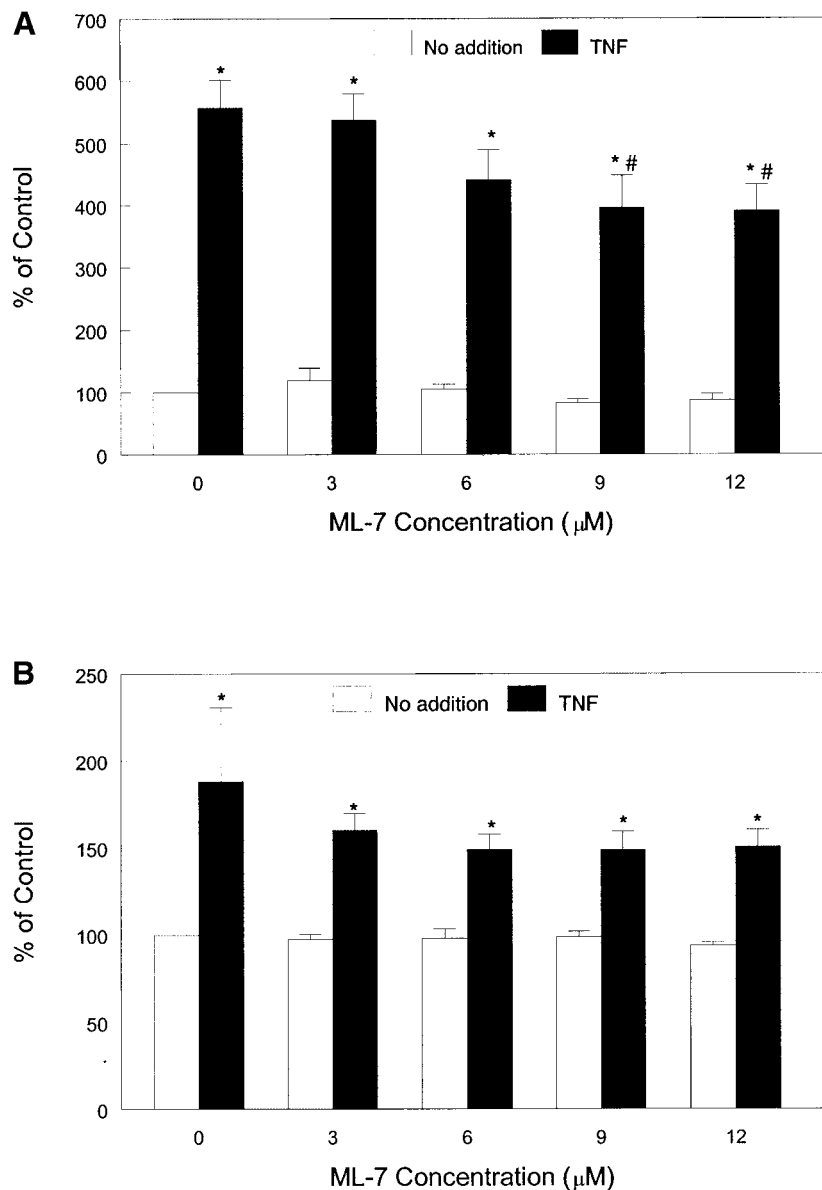 A
700
No addition
TNF
600
*
*
*
* #
* #
500
400
300
200
100
0
% of Control
0 3 6 9 12
ML-7 Concentration (μM)
B
250
No addition
TNF
*
*
*
*
*
200
150
100
50
0
% of Control
0 3 6 9 12
ML-7 Concentration (μM)